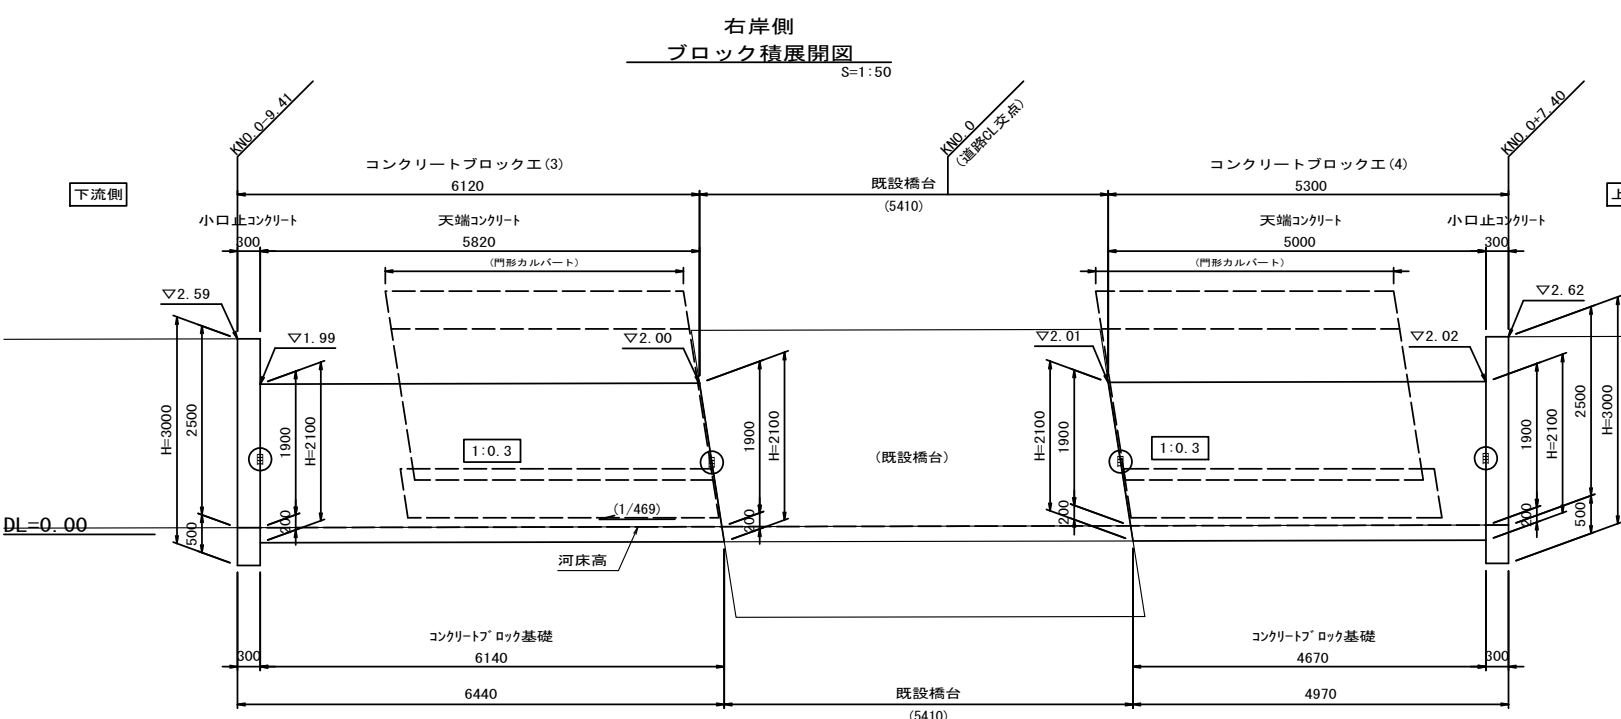 右岸側
ブロック積展開図
S=1:50
KNO.0-9.41
KNO.0
(道路CL交点)
KNO.0+7.40
コンクリートブロック工(3)
6120
既設橋台
(5410)
コンクリートブロック工(4)
5300
下流側
上
小口止コンクリート
300
天端コンクリート
5820
天端コンクリート
5000
小口止コンクリート
300
(門形カルバート)
(門形カルバート)
▽2.59
▽1.99
▽2.00
▽2.01
▽2.02
▽2.62
H=3000
2500
500
1900
200
H=2100
1:0.3
1900
200
H=2100
(既設橋台)
H=2100
1900
200
1:0.3
1900
200
H=2100
2500
500
H=3000
DL=0.00
(1/469)
河床高
コンクリートブロック基礎
300
6140
コンクリートブロック基礎
4670
300
6440
既設橋台
(5410)
4970